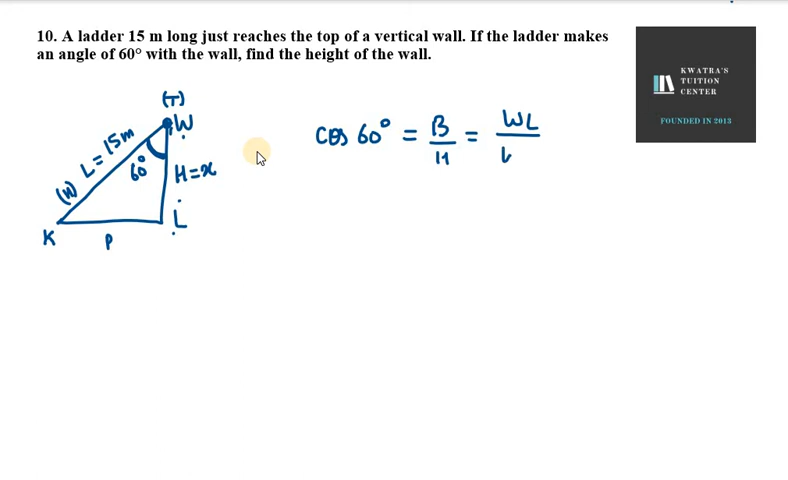 10. A ladder 15 m long just reaches the top of a vertical wall. If the ladder makes
an angle of 60° with the wall, find the height of the wall.
KWATRA'S
TUITION
CENTER
FOUNDED IN 2013
(T)
W
L = 15m
(H)
60°
H = x
L
K
P
cos 60° = B/H = WL/